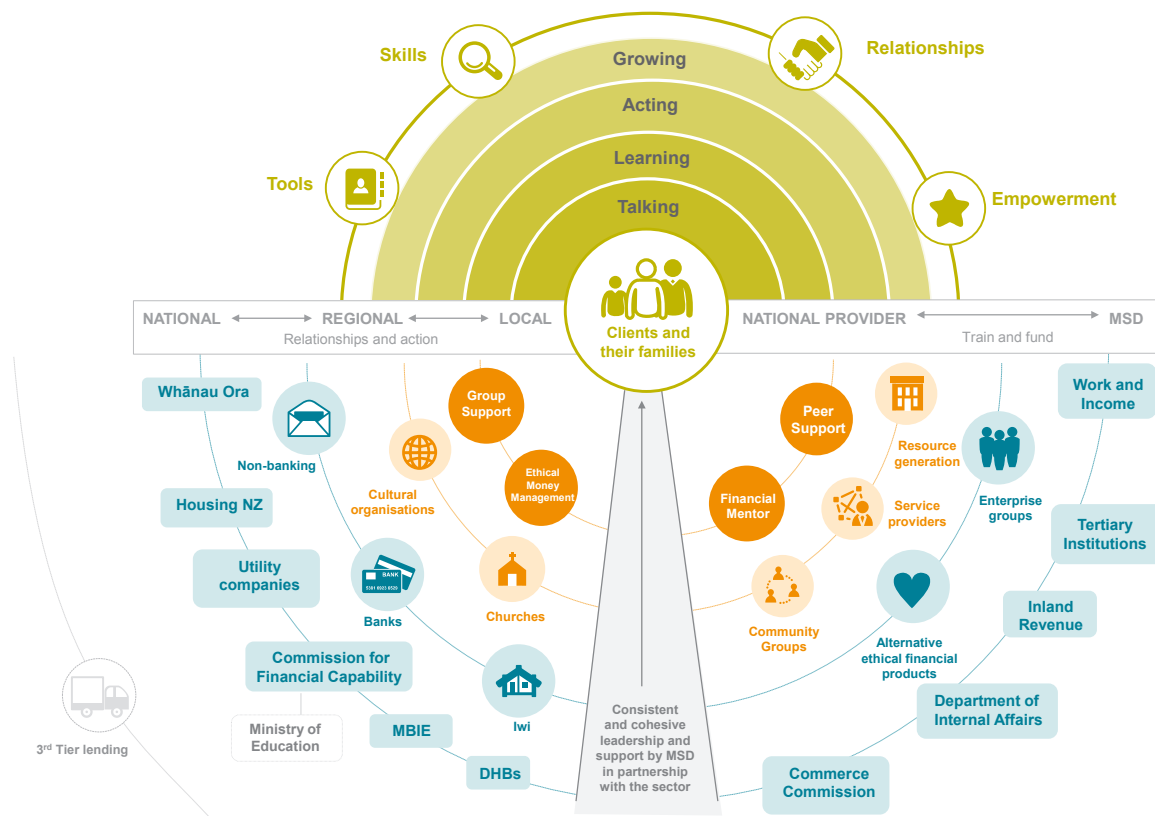 Skills
Relationships
Growing
Acting
Learning
Talking
Tools
Empowerment
NATIONAL
REGIONAL
LOCAL
Relationships and action
Clients and
their families
NATIONAL PROVIDER
MSD
Train and fund
Whānau Ora
Non-banking
Group
Support
Cultural
organisations
Ethical
Money
Management
Peer
Support
Financial
Mentor
Resource
generation
Service
providers
Enterprise
groups
Work and
Income
Housing NZ
Utility
companies
BANK
Banks
Churches
Community
Groups
Alternative
ethical financial
products
Tertiary
Institutions
Inland
Revenue
Commission for
Financial Capability
Ministry of
Education
MBIE
Iwi
DHBs
Consistent
and cohesive
leadership and
support by MSD
in partnership
with the sector
Department of
Internal Affairs
Commerce
Commission
3rd Tier lending